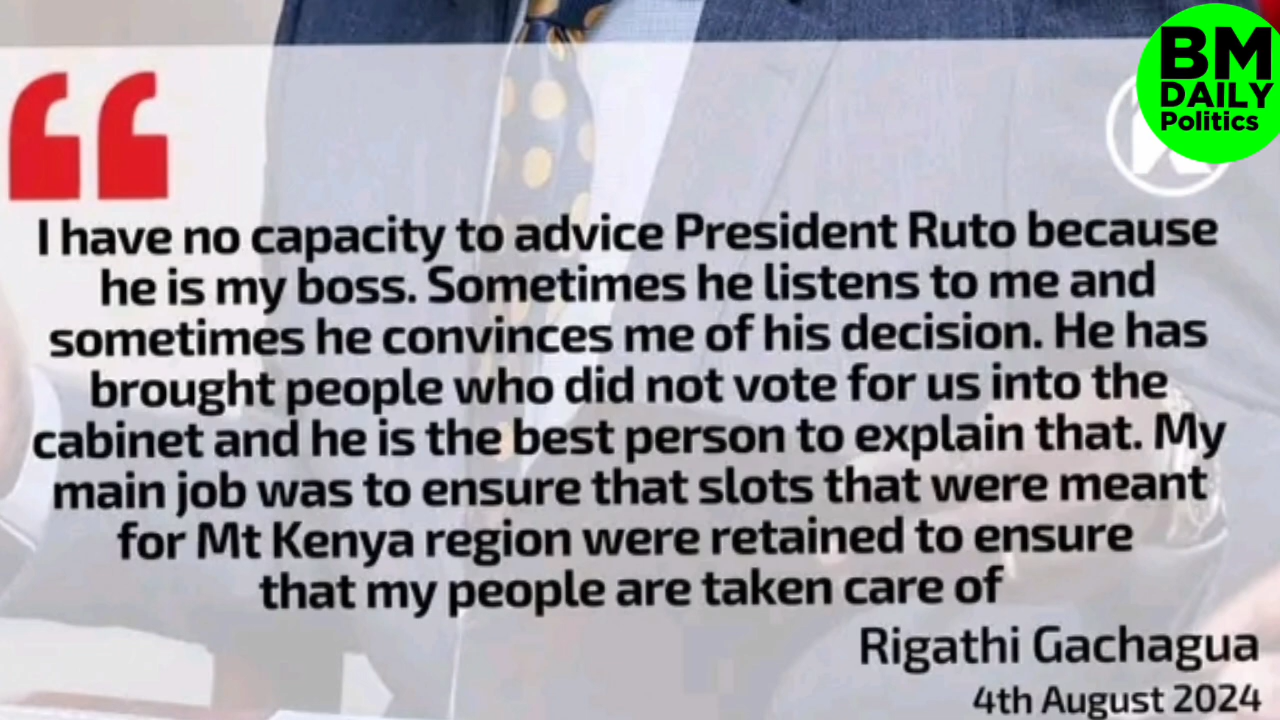 BM
DAILY
Politics
“
I have no capacity to advice President Ruto because
he is my boss. Sometimes he listens to me and
sometimes he convinces me of his decision. He has
brought people who did not vote for us into the
cabinet and he is the best person to explain that. My
main job was to ensure that slots that were meant
for Mt Kenya region were retained to ensure
that my people are taken care of
Rigathi Gachagua
4th August 2024